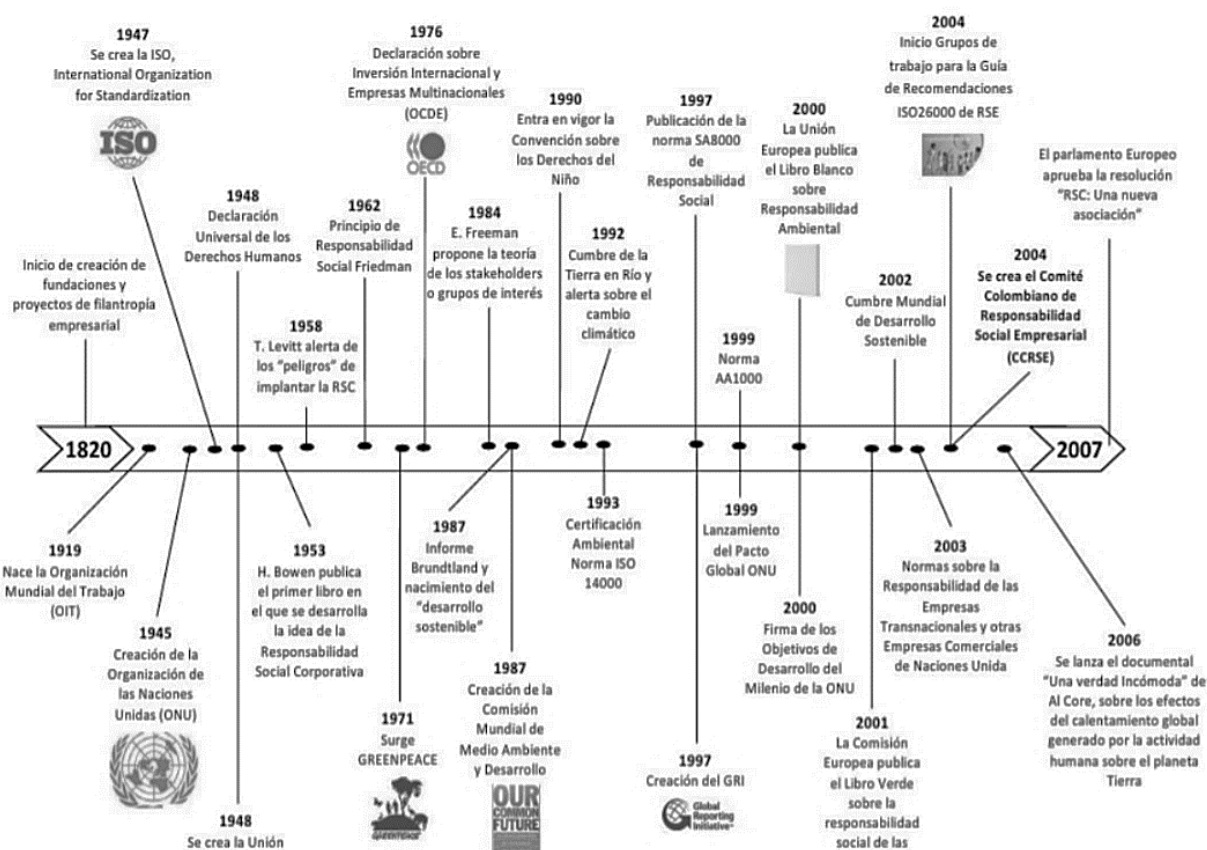 1947
Se crea la ISO,
International Organization
for Standardization
ISO
1976
Declaración sobre
Inversión Internacional y
Empresas Multinacionales
(OCDE)
OECD
2004
Inicio Grupos de
trabajo para la Guía
de Recomendaciones
ISO26000 de RSE
1990
Entra en vigor la
Convención sobre
los Derechos del
Niño
1997
Publicación de la
norma SA8000
de
Responsabilidad
Social
2000
La Unión
Europea publica
el Libro Blanco
sobre
Responsabilidad
Ambiental
El parlamento Europeo
aprueba la resolución
"RSC: Una nueva
asociación"
1948
Declaración
Universal de los
Derechos Humanos
1962
Principio de
Responsabilidad
Social Friedman
1984
E. Freeman
propone la teoría
de los stakeholders
o grupos de interés
1992
Cumbre de la
Tierra en Río y
alerta sobre el
cambio
climático
2004
Se crea el Comité
Colombiano de
Responsabilidad
Social Empresarial
(CCRSE)
Inicio de creación de
fundaciones y
proyectos de filantropía
empresarial
2002
Cumbre Mundial
de Desarrollo
Sostenible
1958
T. Levitt alerta de
los "peligros" de
implantar la RSC
1999
Norma
AA1000
1820
2007
1919
Nace la Organización
Mundial del Trabajo
(OIT)
1953
H. Bowen publica
el primer libro en
el que se desarrolla
la idea de la
Responsabilidad
Social Corporativa
1987
Informe
Brundtland y
nacimiento del
"desarrollo
sostenible"
1993
Certificación
Ambiental
Norma ISO
14000
1999
Lanzamiento
del Pacto
Global ONU
2003
Normas sobre la
Responsabilidad de las
Empresas
Transnacionales y otras
Empresas Comerciales
de Naciones Unida
1945
Creación de la
Organización de
las Naciones
Unidas (ONU)
2000
Firma de los
Objetivos de
Desarrollo del
Milenio de la ONU
2006
Se lanza el documental
"Una verdad Incómoda" de
Al Core, sobre los efectos
del calentamiento global
generado por la actividad
humana sobre el planeta
Tierra
1987
Creación de la
Comisión
Mundial de
Medio Ambiente
y Desarrollo
OUR
COMMON
FUTURE
1971
Surge
GREENPEACE
GREENPEACE
2001
La Comisión
Europea publica
el Libro Verde
sobre la
responsabilidad
social de las
1997
Creación del GRI
Global
Reporting
Initiative™
1948
Se crea la Unión